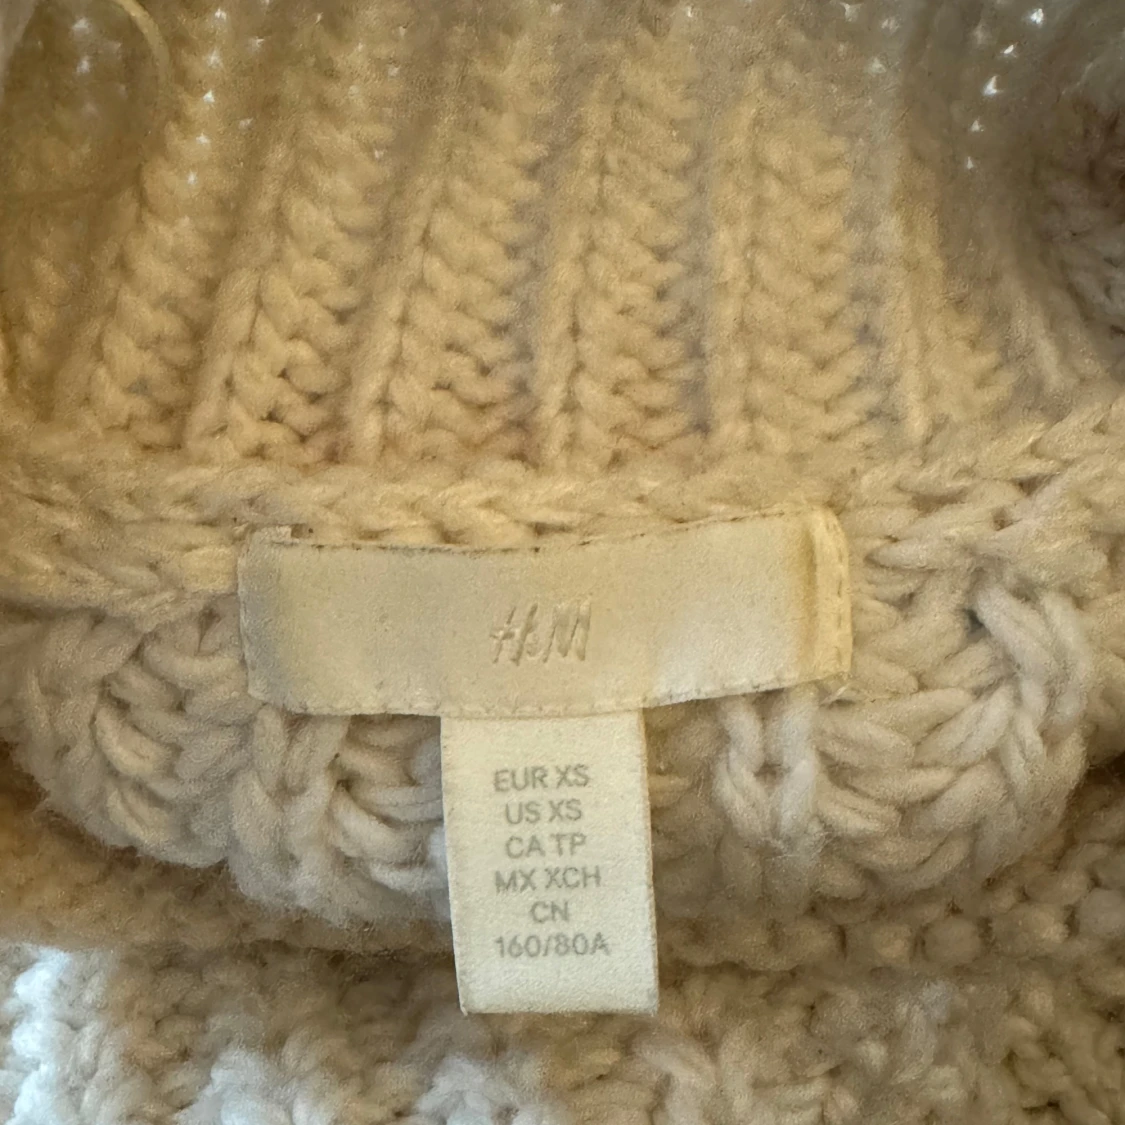 H&M
EUR XS
US XS
CA TP
MX XCH
CN
160/80A